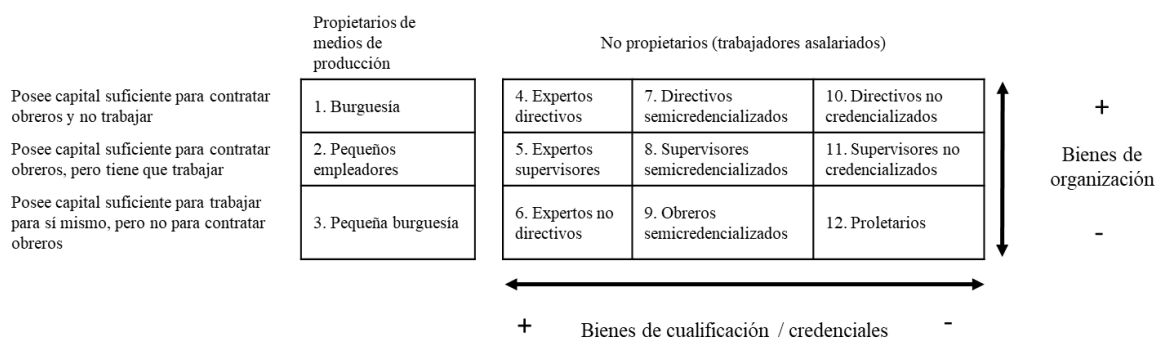 Propietarios de
medios de
producción
No propietarios (trabajadores asalariados)
Posee capital suficiente para contratar
obreros y no trabajar
1. Burguesía
4. Expertos
directivos
7. Directivos
semicredencializados
10. Directivos no
credencializados
+
Posee capital suficiente para contratar
obreros, pero tiene que trabajar
2. Pequeños
empleadores
5. Expertos
supervisores
8. Supervisores
semicredencializados
11. Supervisores no
credencializados
Bienes de
organización
Posee capital suficiente para trabajar
para sí mismo, pero no para contratar
obreros
3. Pequeña burguesía
6. Expertos no
directivos
9. Obreros
semicredencializados
12. Proletarios
-
+ Bienes de cualificación / credenciales -